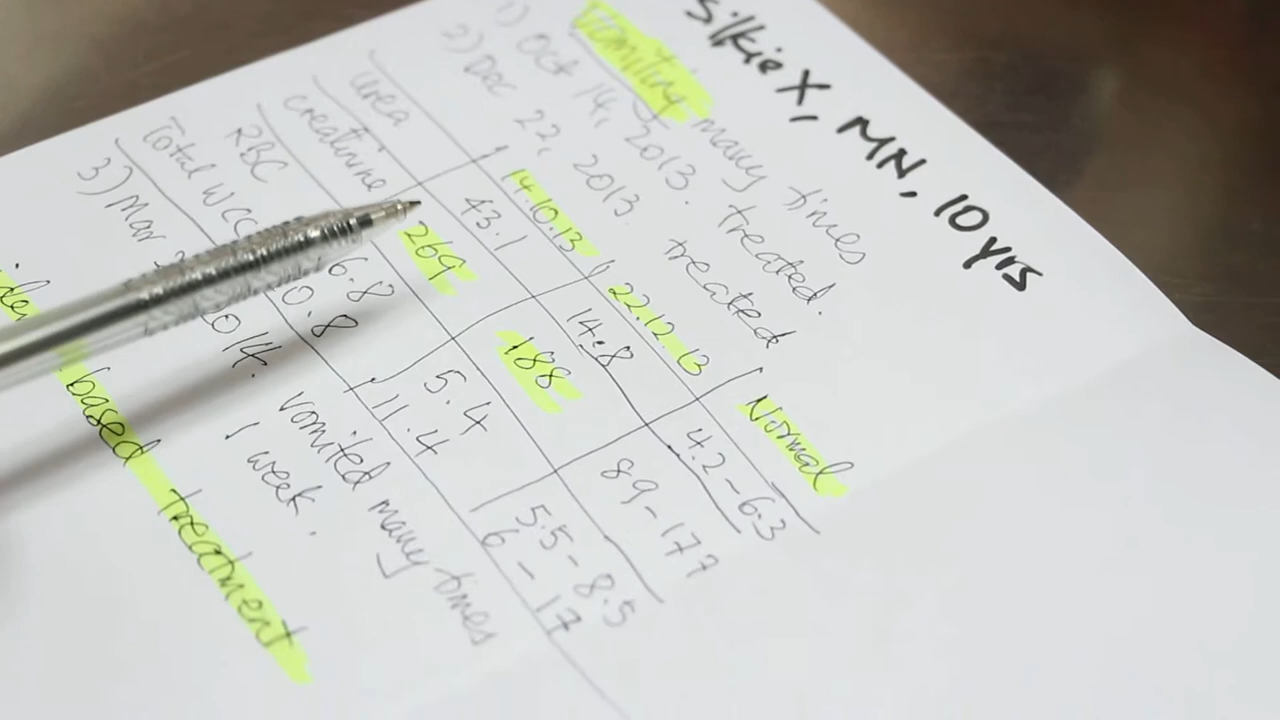 Silkie X, MN, 10 yrs
Vomiting many times
1) Oct 14, 2013. treated.
2) Dec 22, 2013. treated
14.10.13 22.12.13 Normal
urea 43.1 14.8 4.2-6.3
creatinine 269 188 89-177
RBC 6.8 5.4 5.5-8.5
Total WCC 10.8 11.4 6-17
3) Mar 2014. vomited many times
1 week.
based treatment